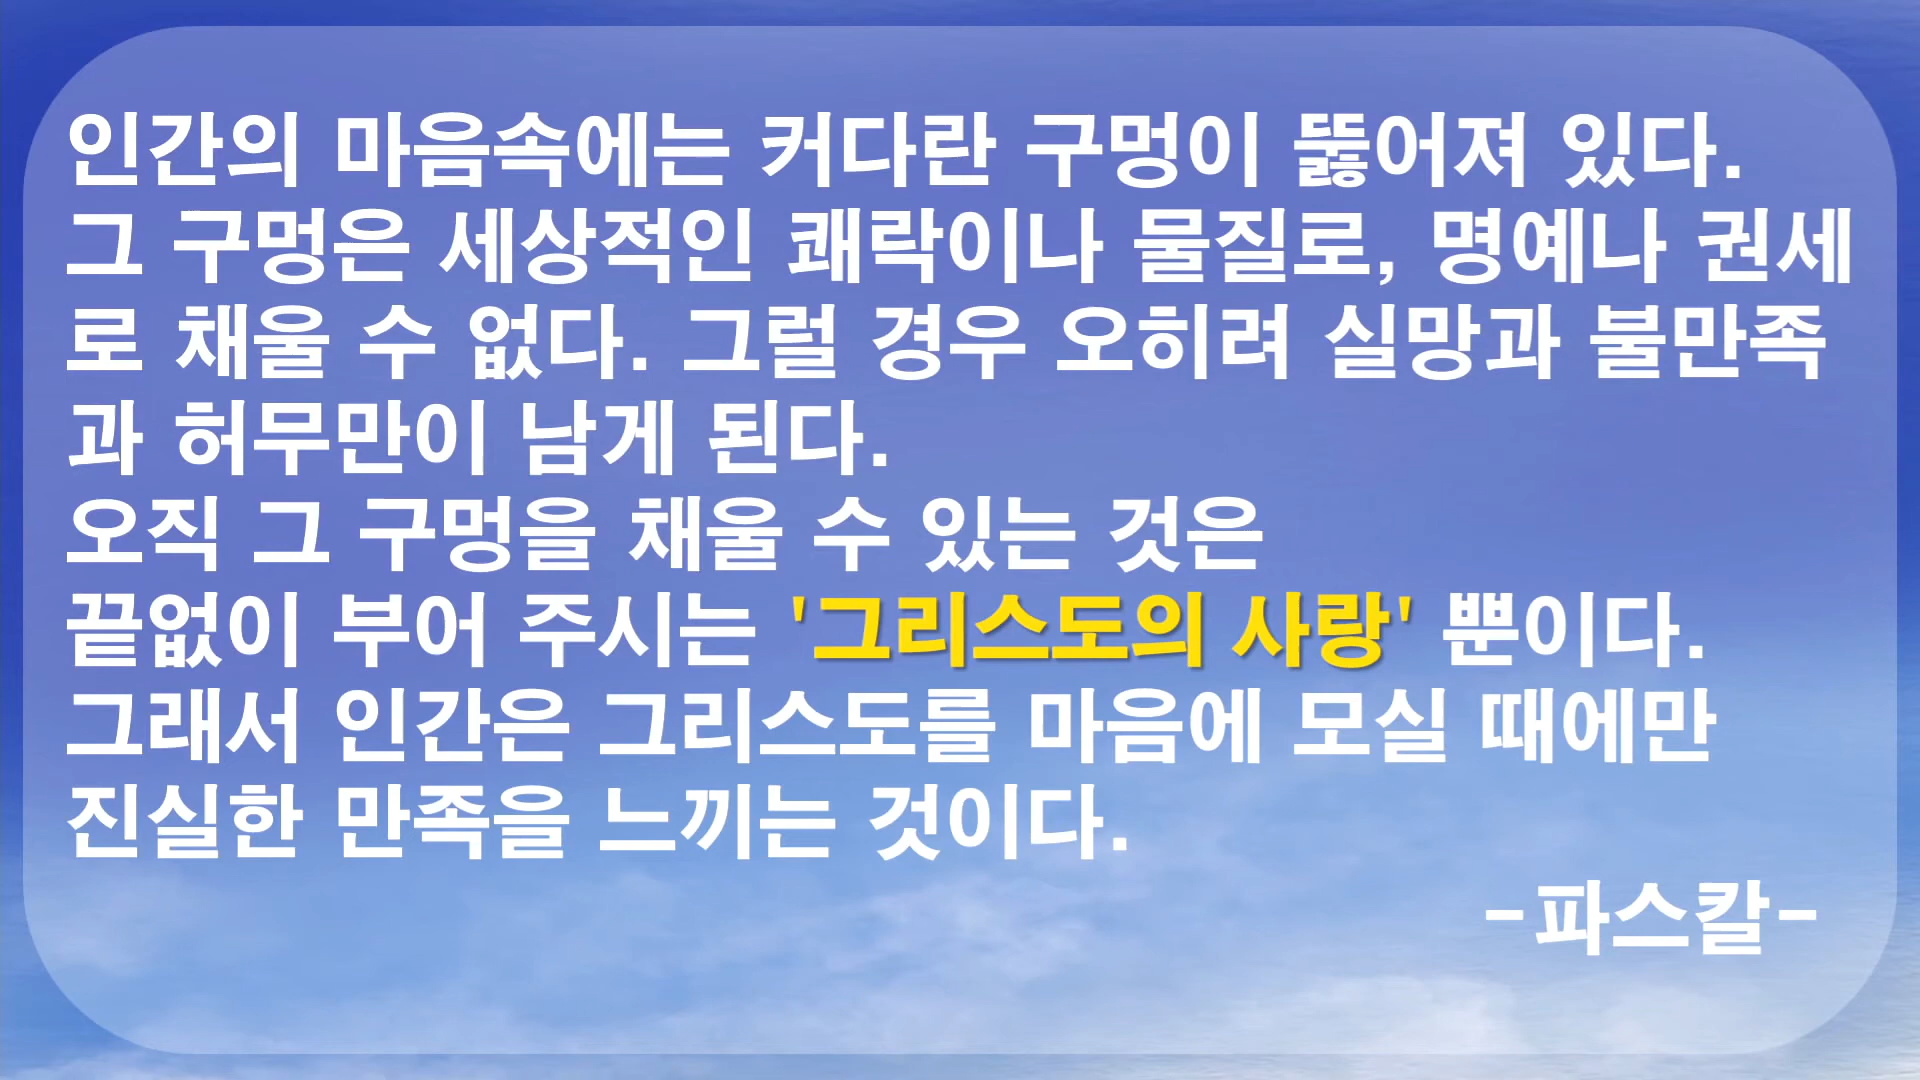 인간의 마음속에는 커다란 구멍이 뚫어져 있다.
그 구멍은 세상적인 쾌락이나 물질로, 명예나 권세
로 채울 수 없다. 그럴 경우 오히려 실망과 불만족
과 허무만이 남게 된다.
오직 그 구멍을 채울 수 있는 것은
끝없이 부어 주시는 '그리스도의 사랑' 뿐이다.
그래서 인간은 그리스도를 마음에 모실 때에만
진실한 만족을 느끼는 것이다.
-파스칼-